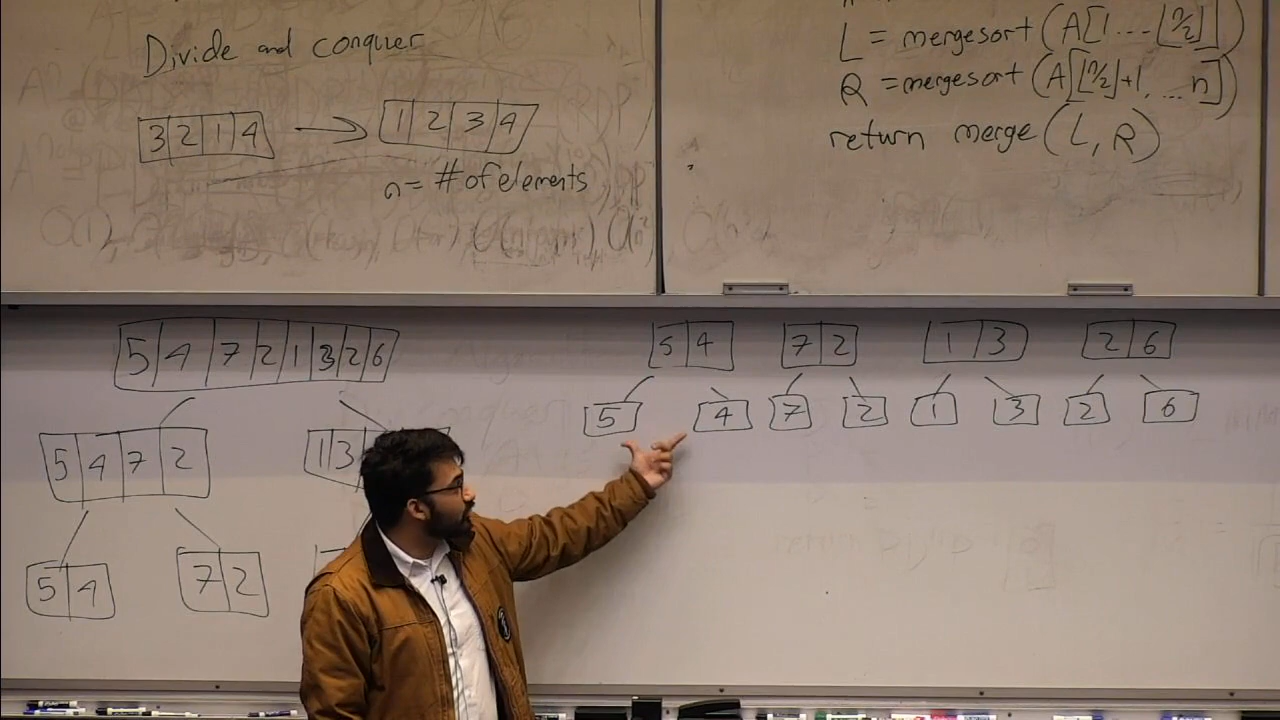 Divide and conquer
3 2 1 4 → 1 2 3 4
n = # of elements
L = mergesort (A[1 ... ⌊n/2⌋])
R = mergesort (A[⌊n/2⌋+1, ... n])
return merge (L, R)
5 4 7 2 1 3 2 6
5 4 7 2
1 3
5 4
7 2
5 4
7 2
1 3
2 6
5
4
7
2
1
3
2
6